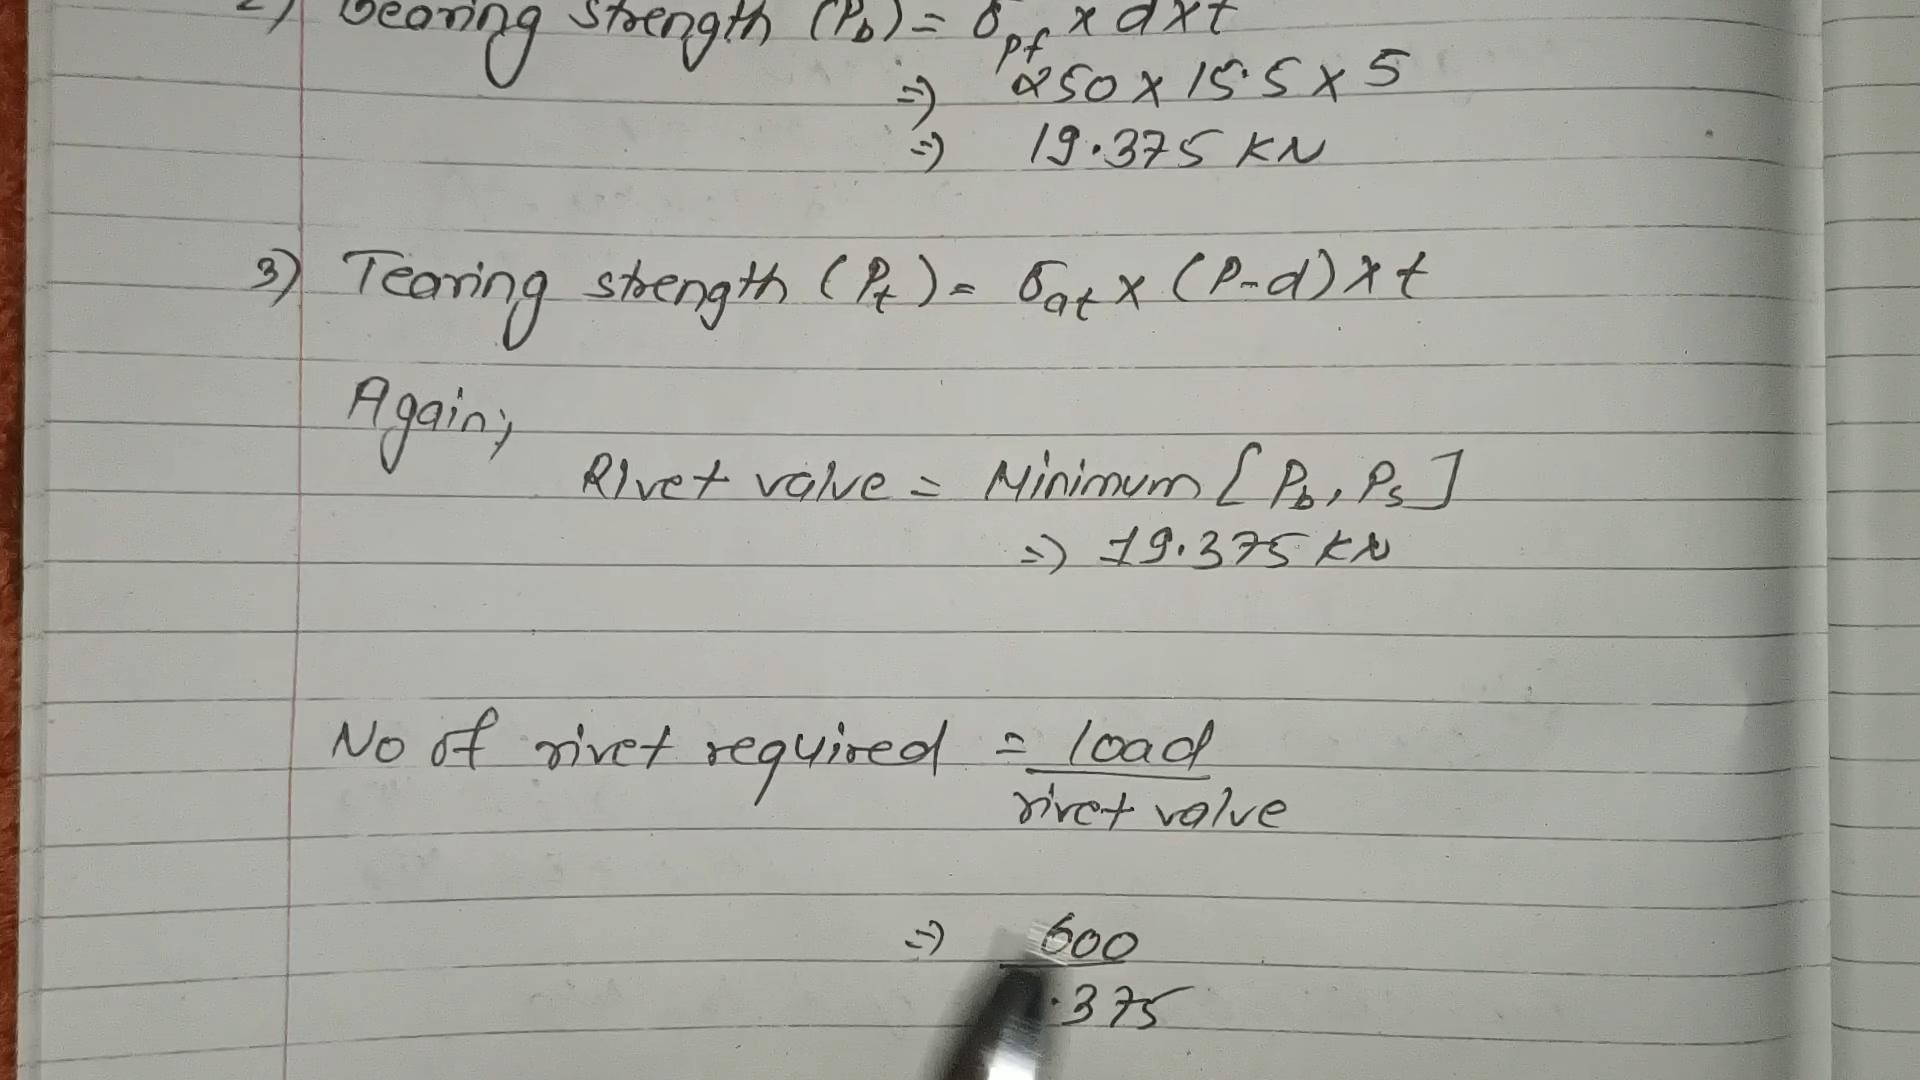 2) Bearing strength (Pb) = σpf x d x t
=) 250 x 15.5 x 5
=) 19.375 KN
3) Tearing strength (Pt) = σat x (P-d) x t
Again;
Rivet value = Minimum [Pb, Ps]
=) 19.375 KN
No of rivet required = load
rivet value
=) 600
.375